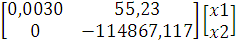 [0,0030 55,23] [x1]
[0 −114867,117] [x2]